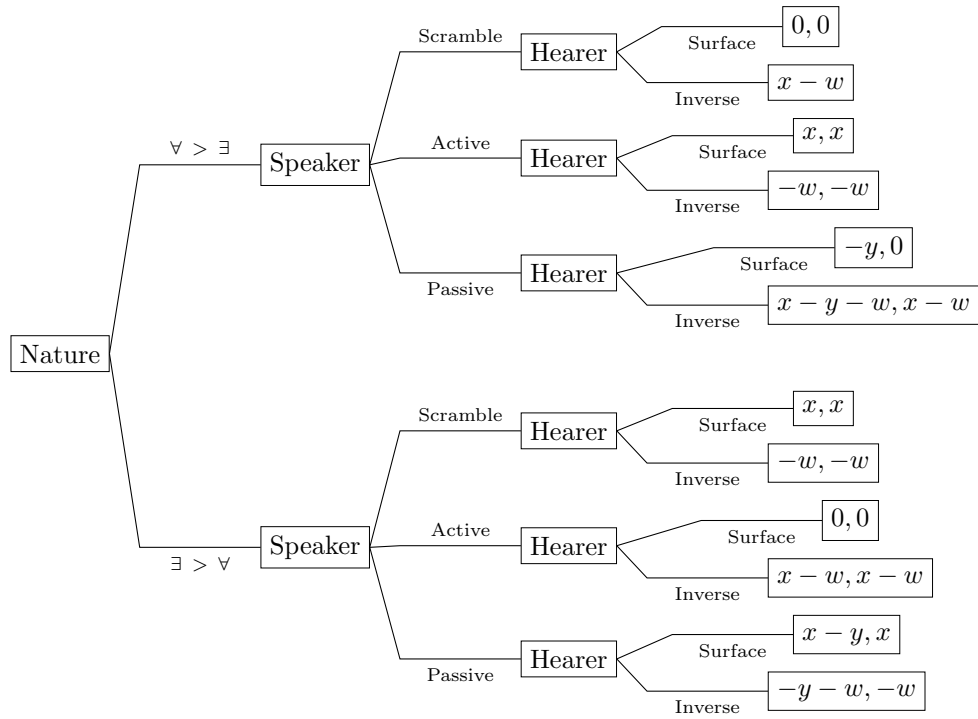 Scramble
Hearer
Surface
0, 0
Inverse
x − w
∀ > ∃
Speaker
Active
Hearer
Surface
x, x
Inverse
−w, −w
Passive
Hearer
Surface
−y, 0
Inverse
x − y − w, x − w
Nature
Scramble
Hearer
Surface
x, x
Inverse
−w, −w
∃ > ∀
Speaker
Active
Hearer
Surface
0, 0
Inverse
x − w, x − w
Passive
Hearer
Surface
x − y, x
Inverse
−y − w, −w